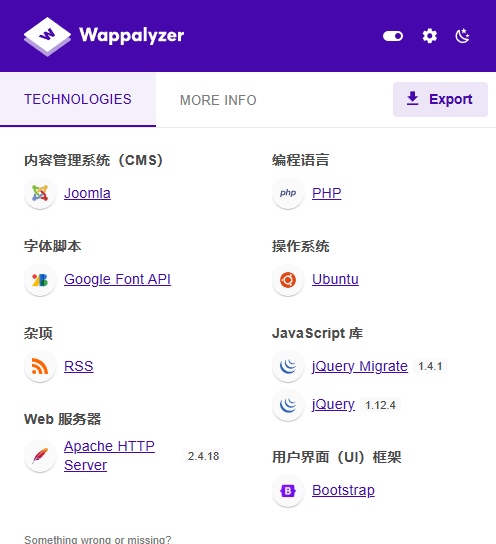 Wappalyzer
TECHNOLOGIES
MORE INFO
Export
内容管理系统（CMS）
Joomla
编程语言
php
PHP
字体脚本
Google Font API
操作系统
Ubuntu
杂项
RSS
JavaScript 库
jQuery Migrate 1.4.1
jQuery 1.12.4
Web 服务器
Apache HTTP
Server
2.4.18
用户界面（UI）框架
B
Bootstrap
Something wrong or missing?